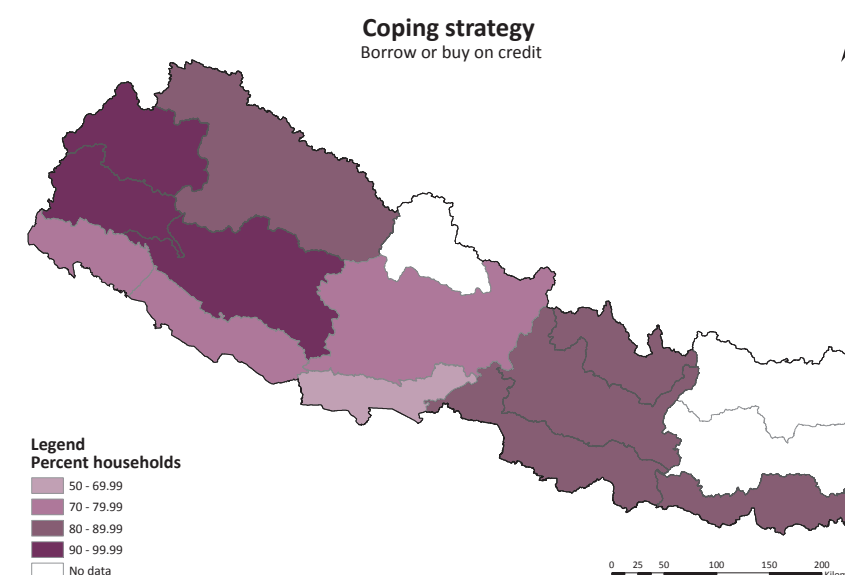 Coping strategy
Borrow or buy on credit
Legend
Percent households
50 - 69.99
70 - 79.99
80 - 89.99
90 - 99.99
No data
0 25 50 100 150 200